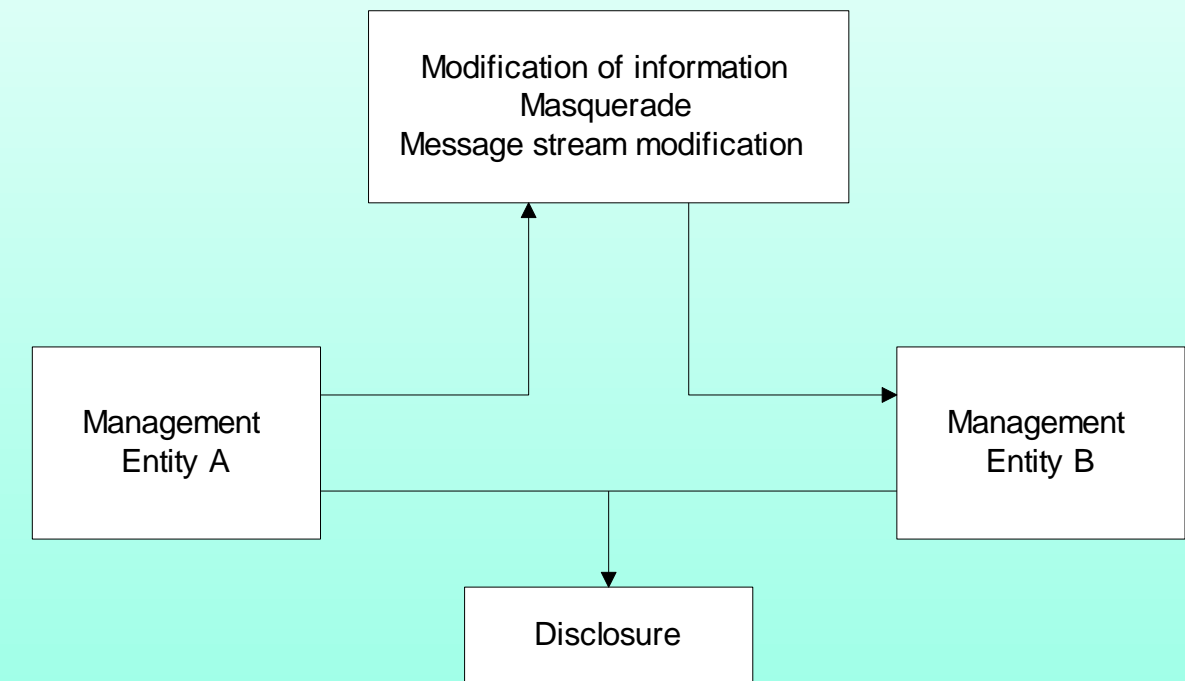 Modification of information
Masquerade
Message stream modification
Management
Entity A
Management
Entity B
Disclosure